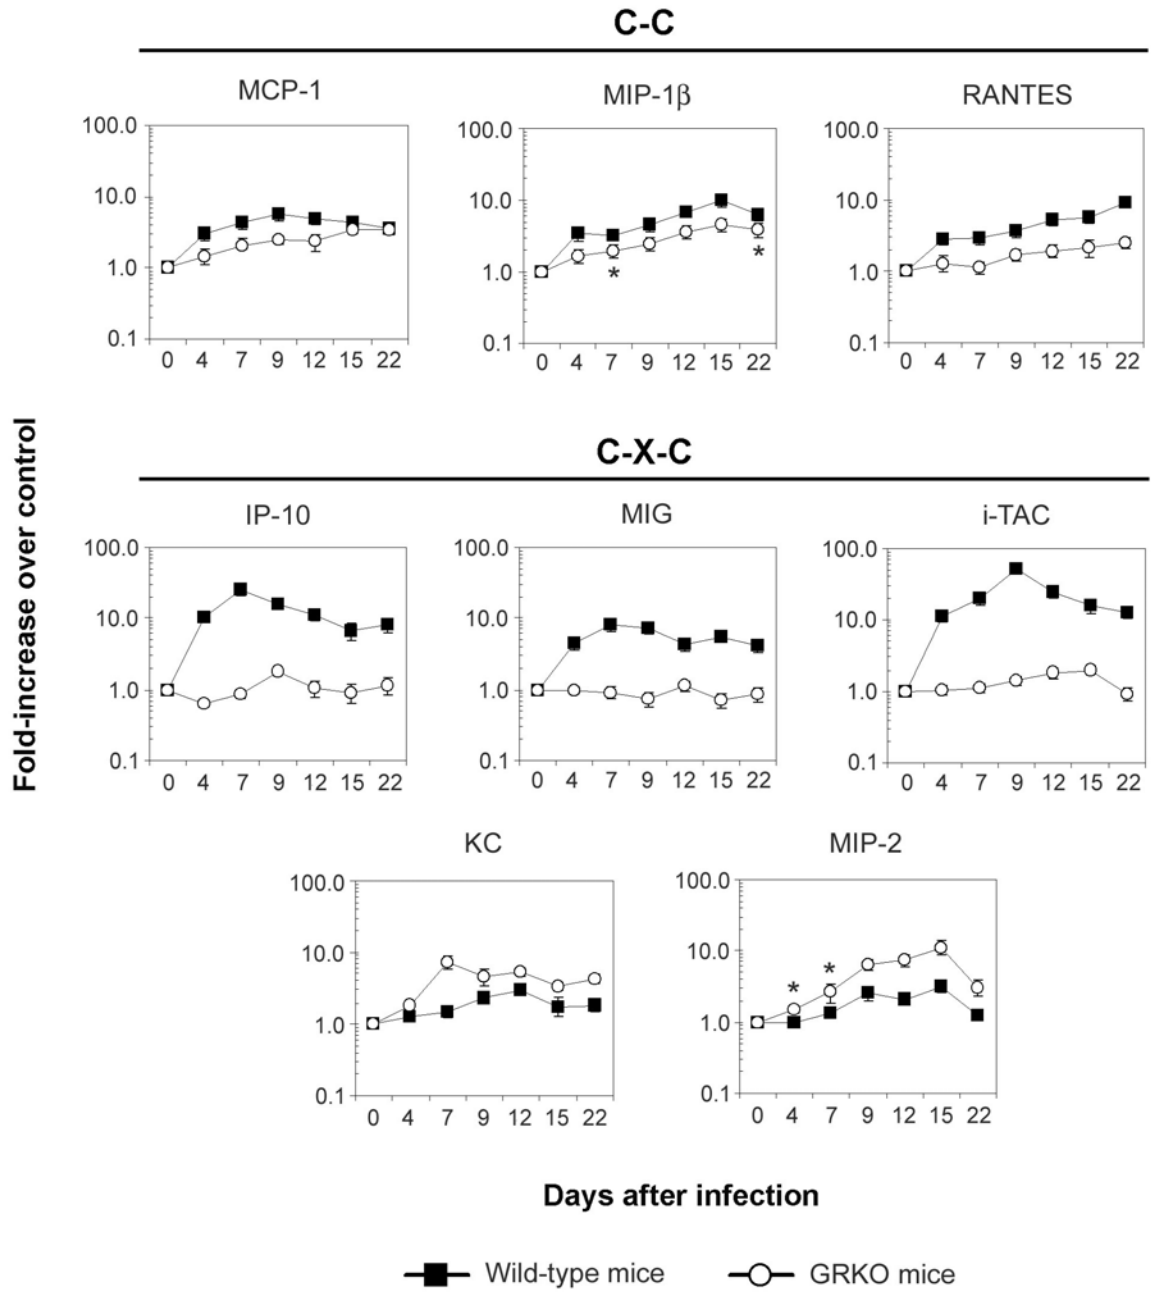 C-C
MCP-1 MIP-1β RANTES
100.0 100.0 100.0
10.0 10.0 10.0
1.0 1.0 1.0
* *
0.1 0.1 0.1
0 4 7 9 12 15 22 0 4 7 9 12 15 22 0 4 7 9 12 15 22
Fold-increase over control
C-X-C
IP-10 MIG i-TAC
100.0 100.0 100.0
10.0 10.0 10.0
1.0 1.0 1.0
0.1 0.1 0.1
0 4 7 9 12 15 22 0 4 7 9 12 15 22 0 4 7 9 12 15 22
KC MIP-2
100.0 100.0
10.0 10.0
* *
1.0 1.0
0.1 0.1
0 4 7 9 12 15 22 0 4 7 9 12 15 22
Days after infection
Wild-type mice GRKO mice